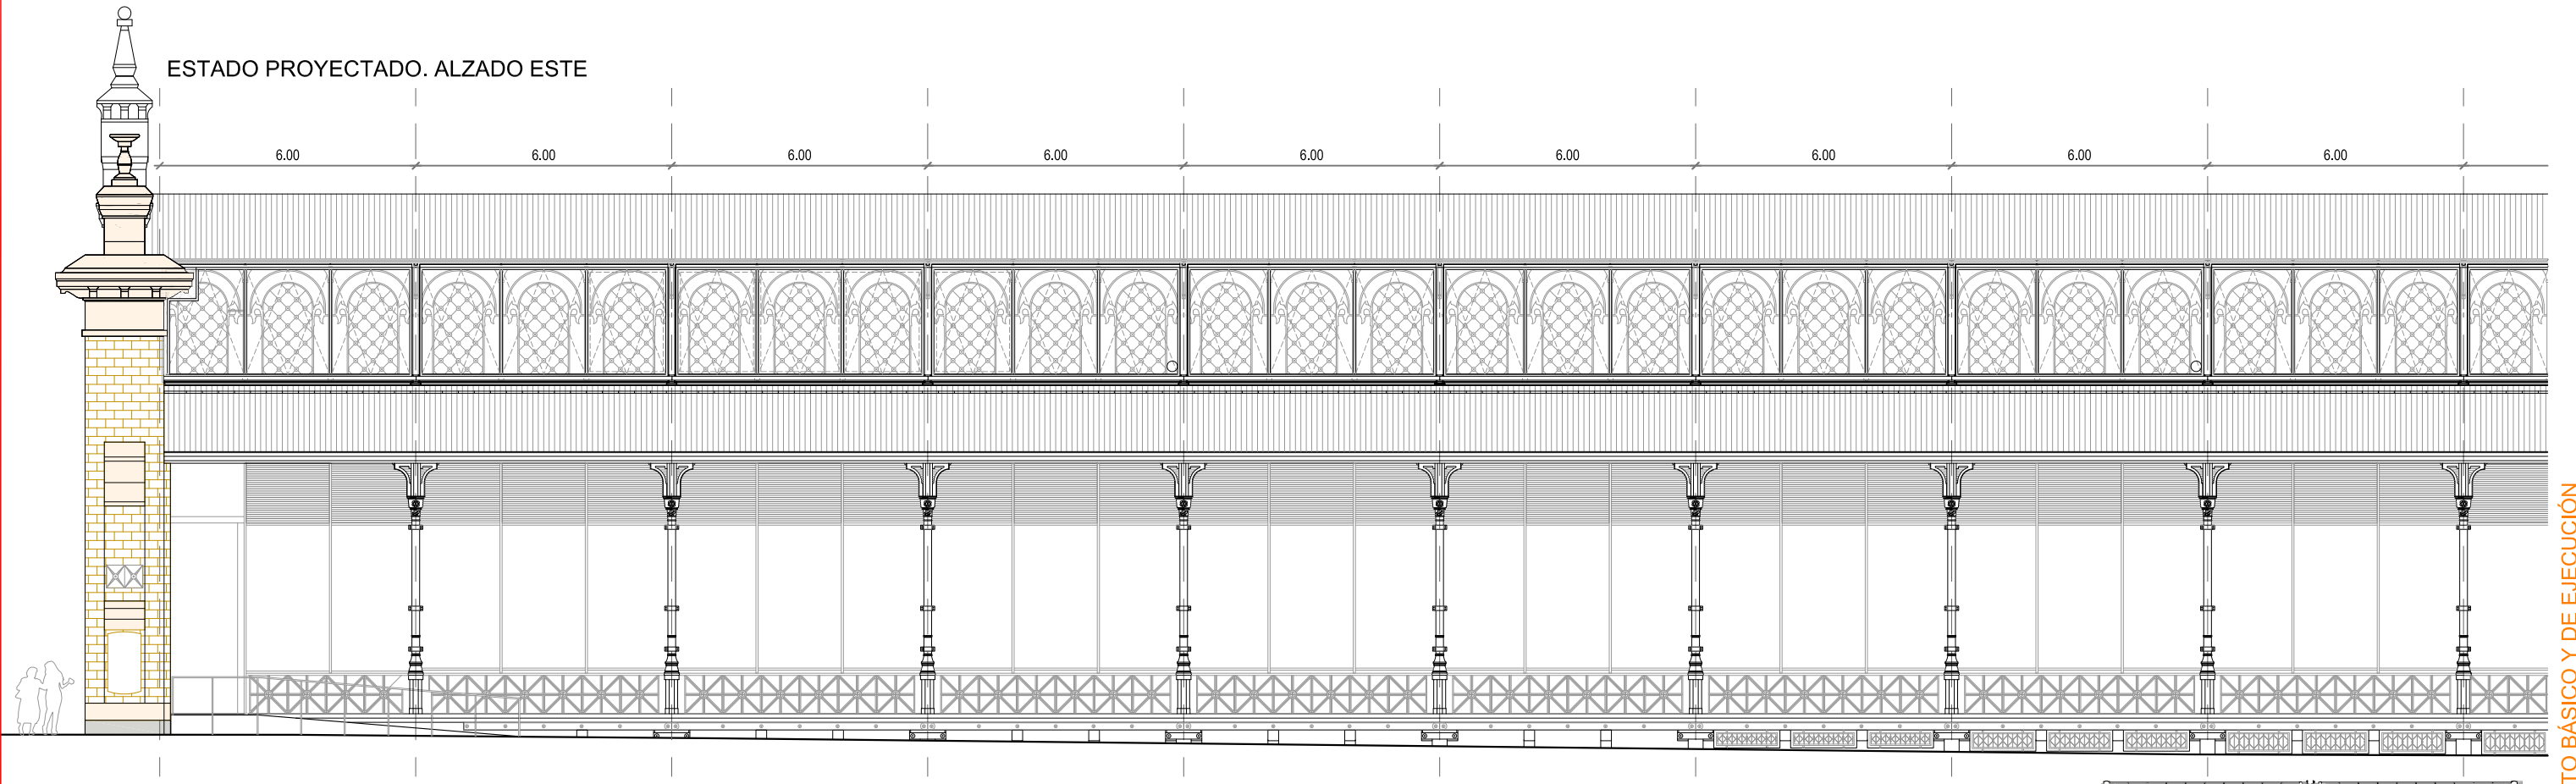 ESTADO PROYECTADO. ALZADO ESTE
6.00 6.00 6.00 6.00 6.00 6.00 6.00 6.00 6.00
BÁSICO Y DE EJECUCIÓN